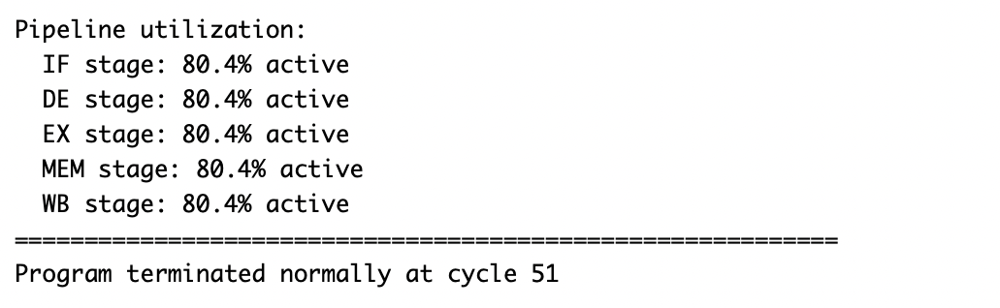 Pipeline utilization:
  IF stage: 80.4% active
  DE stage: 80.4% active
  EX stage: 80.4% active
  MEM stage: 80.4% active
  WB stage: 80.4% active
============================================================
Program terminated normally at cycle 51